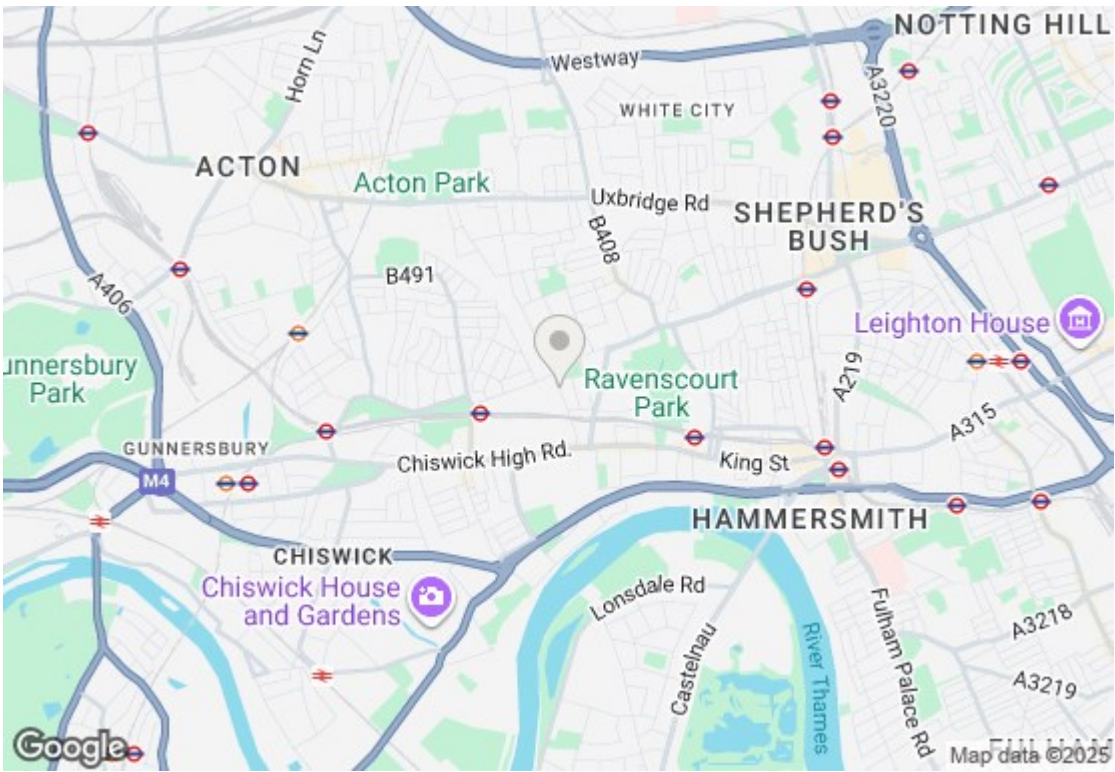 NOTTING HILL
Horn Ln
Westway
A3220
WHITE CITY
ACTON
Acton Park
Uxbridge Rd
SHEPHERD'S
BUSH
B408
B491
A406
Leighton House
unnersbury
Park
Ravenscourt
Park
A219
A315
GUNNERSBURY
Chiswick High Rd.
King St
M4
HAMMERSMITH
CHISWICK
Chiswick House
and Gardens
Lonsdale Rd
Castelnau
River Thames
Fulham Palace Rd
A3218
A3219
FULHAM
Google
Map data ©2025